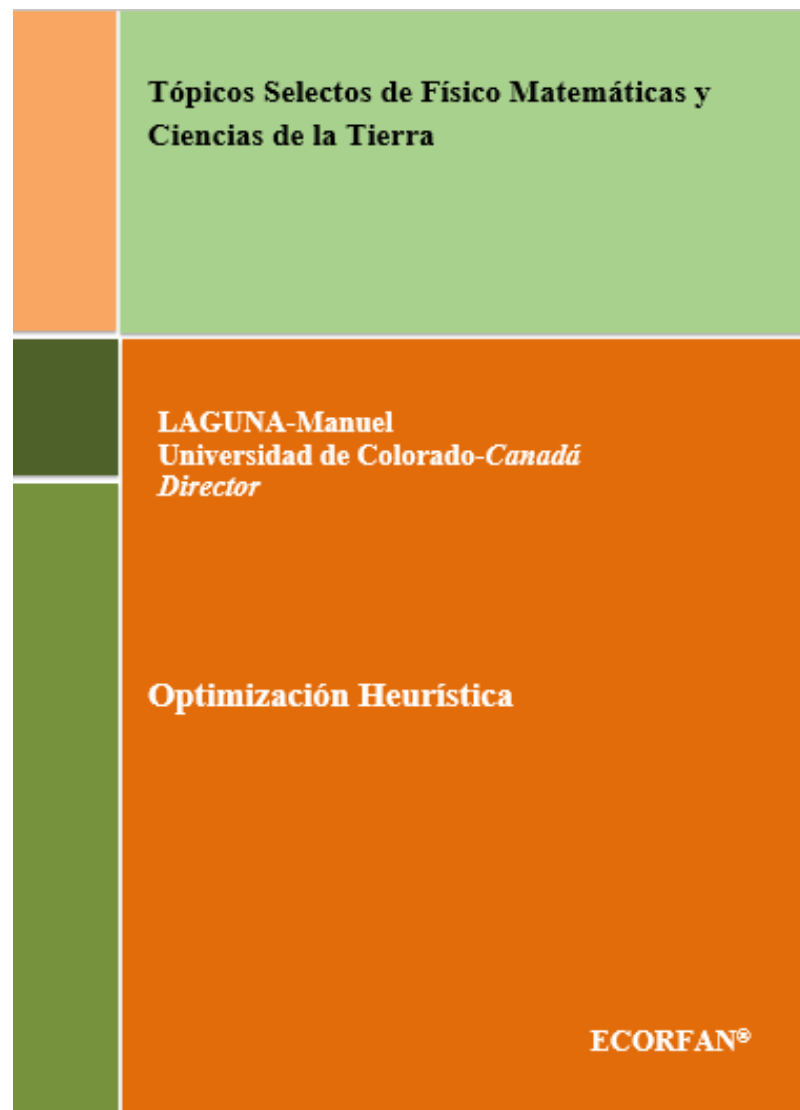 Tópicos Selectos de Físico Matemáticas y
Ciencias de la Tierra
LAGUNA-Manuel
Universidad de Colorado-Canadá
Director
Optimización Heurística
ECORFAN®